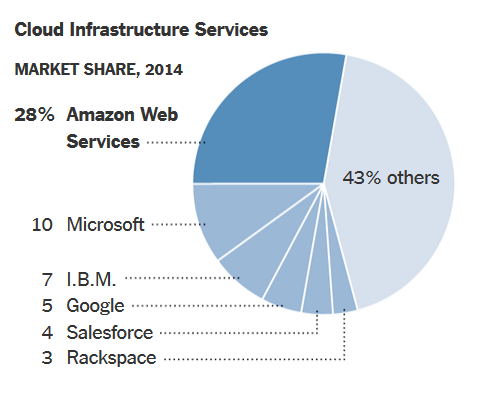 Cloud Infrastructure Services
MARKET SHARE, 2014
28% Amazon Web
Services
43% others
10 Microsoft
7 I.B.M.
5 Google
4 Salesforce
3 Rackspace